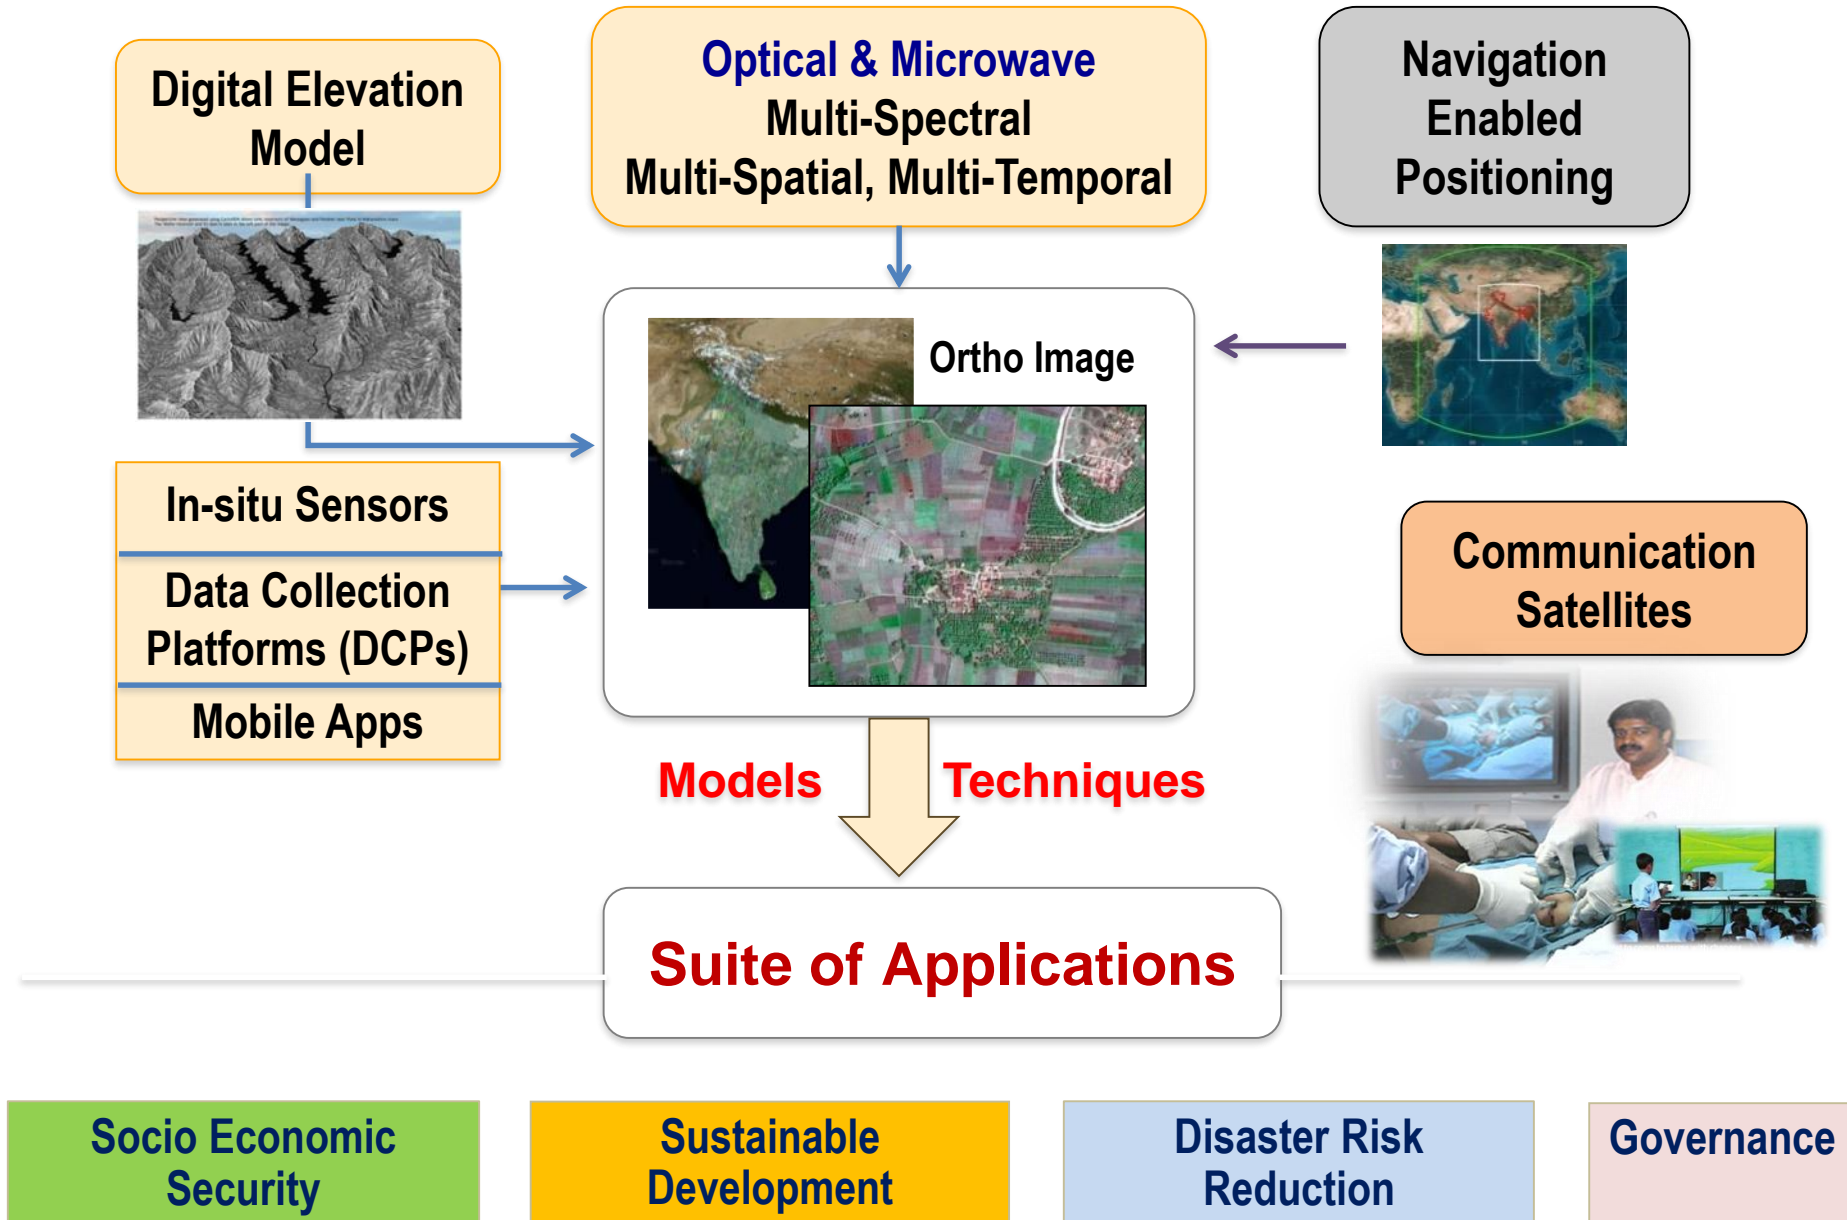 Digital Elevation
Model
Optical & Microwave
Multi-Spectral
Multi-Spatial, Multi-Temporal
Navigation
Enabled
Positioning
Ortho Image
In-situ Sensors
Data Collection
Platforms (DCPs)
Mobile Apps
Communication
Satellites
Models
Techniques
Suite of Applications
Socio Economic
Security
Sustainable
Development
Disaster Risk
Reduction
Governance